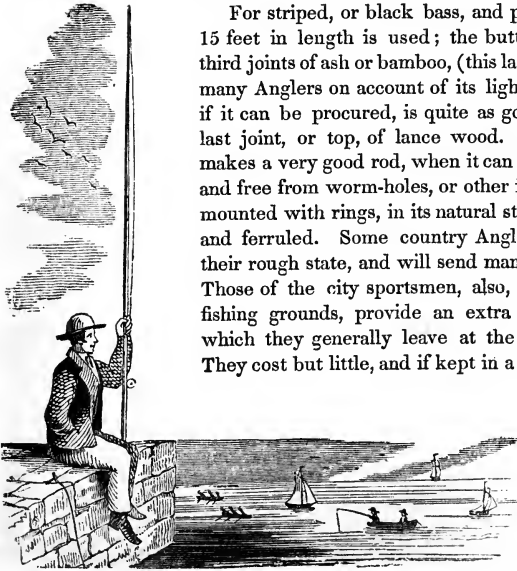 For striped, or black bass, and p
15 feet in length is used; the butt
third joints of ash or bamboo, (this la
many Anglers on account of its ligh
if it can be procured, is quite as go
last joint, or top, of lance wood.
makes a very good rod, when it can
and free from worm-holes, or other i
mounted with rings, in its natural st
and ferruled. Some country Angl
their rough state, and will send man
Those of the city sportsmen, also,
fishing grounds, provide an extra
which they generally leave at the
They cost but little, and if kept in a